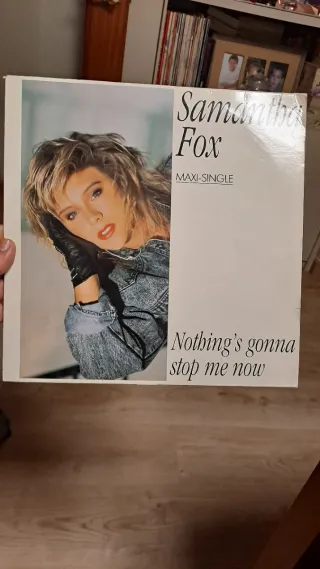 Samantha
Fox
MAXI-SINGLE
Nothing's gonna
stop me now